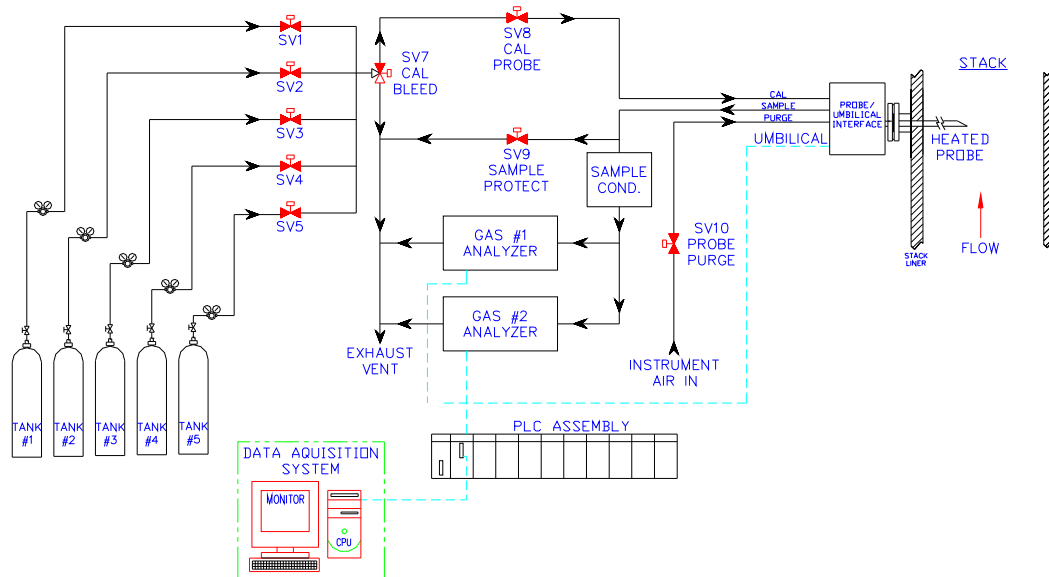 SV1
SV2
SV3
SV4
SV5
SV7
CAL
BLEED
SV8
CAL
PROBE
SV9
SAMPLE
PROTECT
SAMPLE
COND.
GAS #1
ANALYZER
GAS #2
ANALYZER
EXHAUST
VENT
CAL
SAMPLE
PURGE
UMBILICAL
PROBE/
UMBILICAL
INTERFACE
STACK
HEATED
PROBE
FLOW
STACK
LINER
SV10
PROBE
PURGE
INSTRUMENT
AIR IN
TANK
#1
TANK
#2
TANK
#3
TANK
#4
TANK
#5
PLC ASSEMBLY
DATA AQUISITION
SYSTEM
MONITOR
CPU